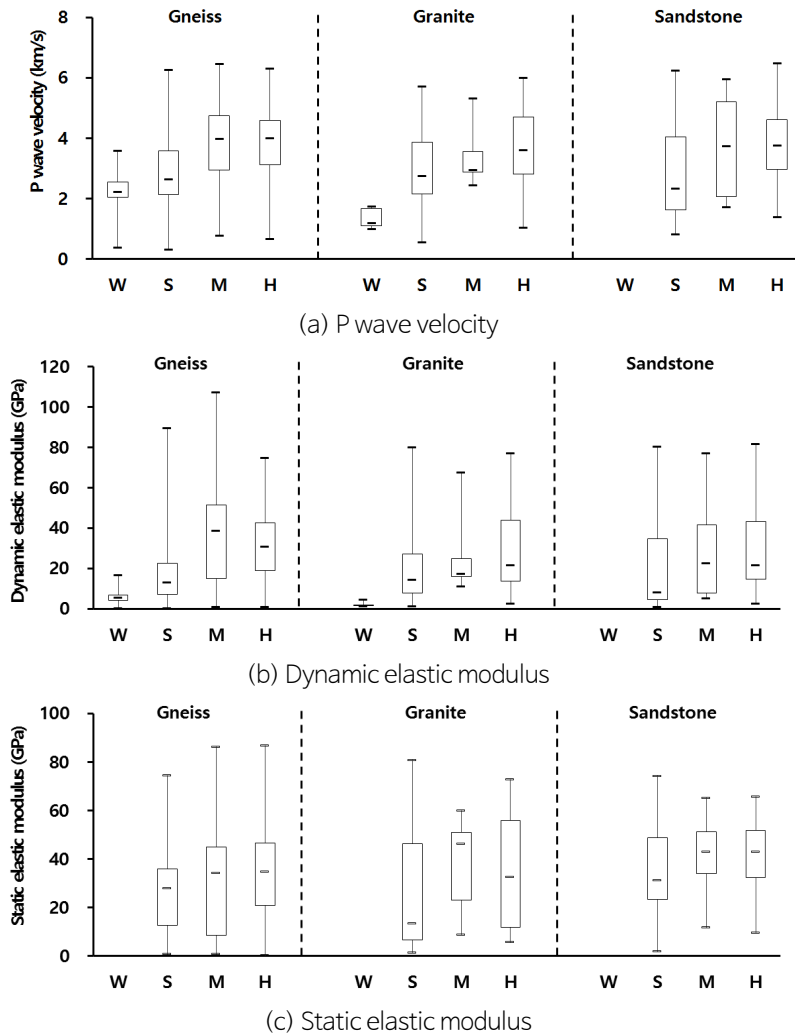 Gneiss Granite Sandstone
P wave velocity (km/s)
8
6
4
2
0
W S M H W S M H W S M H
(a) P wave velocity
Gneiss Granite Sandstone
Dynamic elastic modulus (GPa)
120
100
80
60
40
20
0
W S M H W S M H W S M H
(b) Dynamic elastic modulus
Gneiss Granite Sandstone
Static elastic modulus (GPa)
100
80
60
40
20
0
W S M H W S M H W S M H
(c) Static elastic modulus